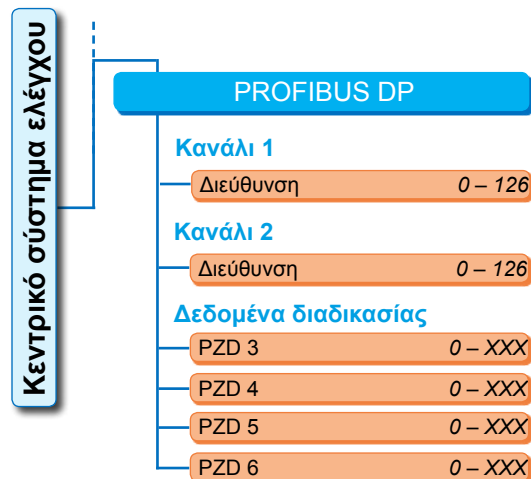 Κεντρικό σύστημα ελέγχου
PROFIBUS DP
Κανάλι 1
Διεύθυνση 0 – 126
Κανάλι 2
Διεύθυνση 0 – 126
Δεδομένα διαδικασίας
PZD 3 0 – XXX
PZD 4 0 – XXX
PZD 5 0 – XXX
PZD 6 0 – XXX